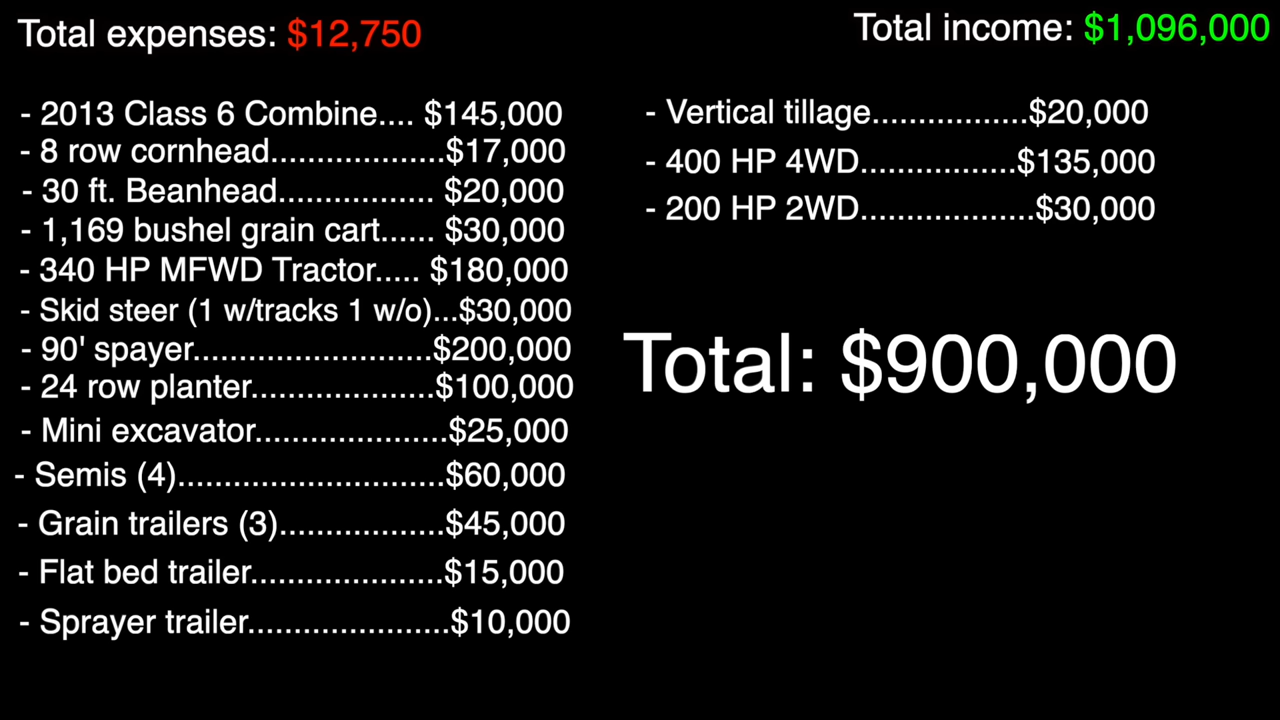 Total expenses: $12,750
Total income: $1,096,000
- 2013 Class 6 Combine.... $145,000
- 8 row cornhead...................$17,000
- 30 ft. Beanhead................. $20,000
- 1,169 bushel grain cart...... $30,000
- 340 HP MFWD Tractor..... $180,000
- Skid steer (1 w/tracks 1 w/o)...$30,000
- 90' spayer..........................$200,000
- 24 row planter....................$100,000
- Mini excavator.....................$25,000
- Semis (4).............................$60,000
- Grain trailers (3)..................$45,000
- Flat bed trailer.....................$15,000
- Sprayer trailer......................$10,000
- Vertical tillage.................$20,000
- 400 HP 4WD.................$135,000
- 200 HP 2WD...................$30,000
Total: $900,000